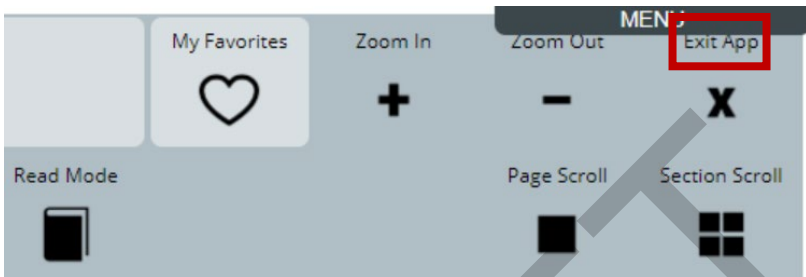 MENU
My Favorites Zoom In Zoom Out Exit App
+ - x
Read Mode Page Scroll Section Scroll